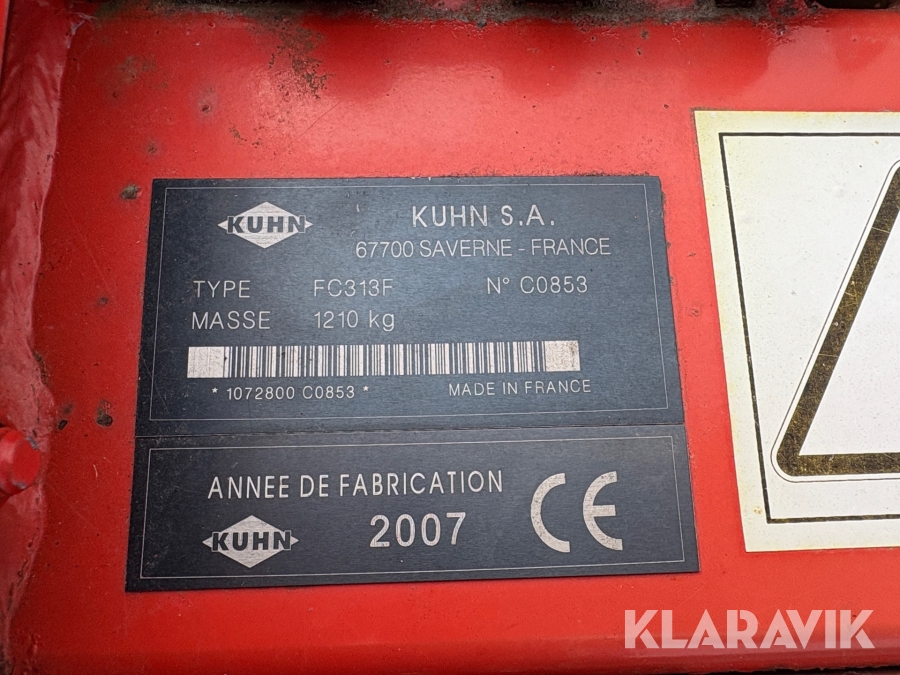 KUHN
KUHN S.A.
67700 SAVERNE - FRANCE
TYPE FC313F N° C0853
MASSE 1210 kg
* 1072800 C0853 * MADE IN FRANCE
ANNEE DE FABRICATION
KUHN 2007 CE
KLARAVIK